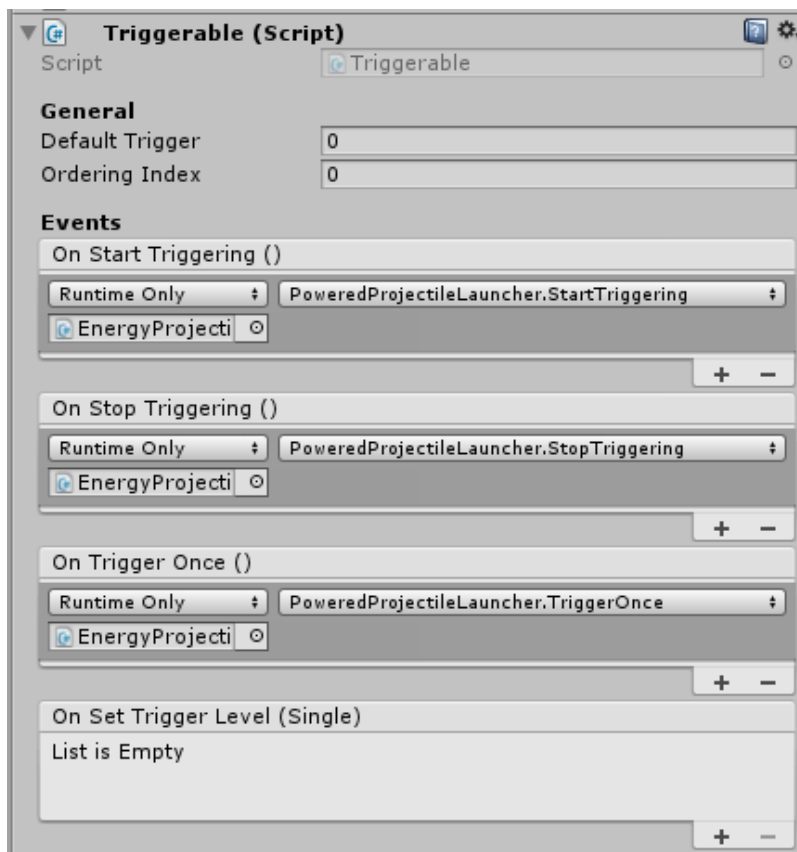 Triggerable (Script)
Script Triggerable
General
Default Trigger 0
Ordering Index 0
Events
On Start Triggering ()
Runtime Only PoweredProjectileLauncher.StartTriggering
EnergyProjecti
+ −
On Stop Triggering ()
Runtime Only PoweredProjectileLauncher.StopTriggering
EnergyProjecti
+ −
On Trigger Once ()
Runtime Only PoweredProjectileLauncher.TriggerOnce
EnergyProjecti
+ −
On Set Trigger Level (Single)
List is Empty
+ −